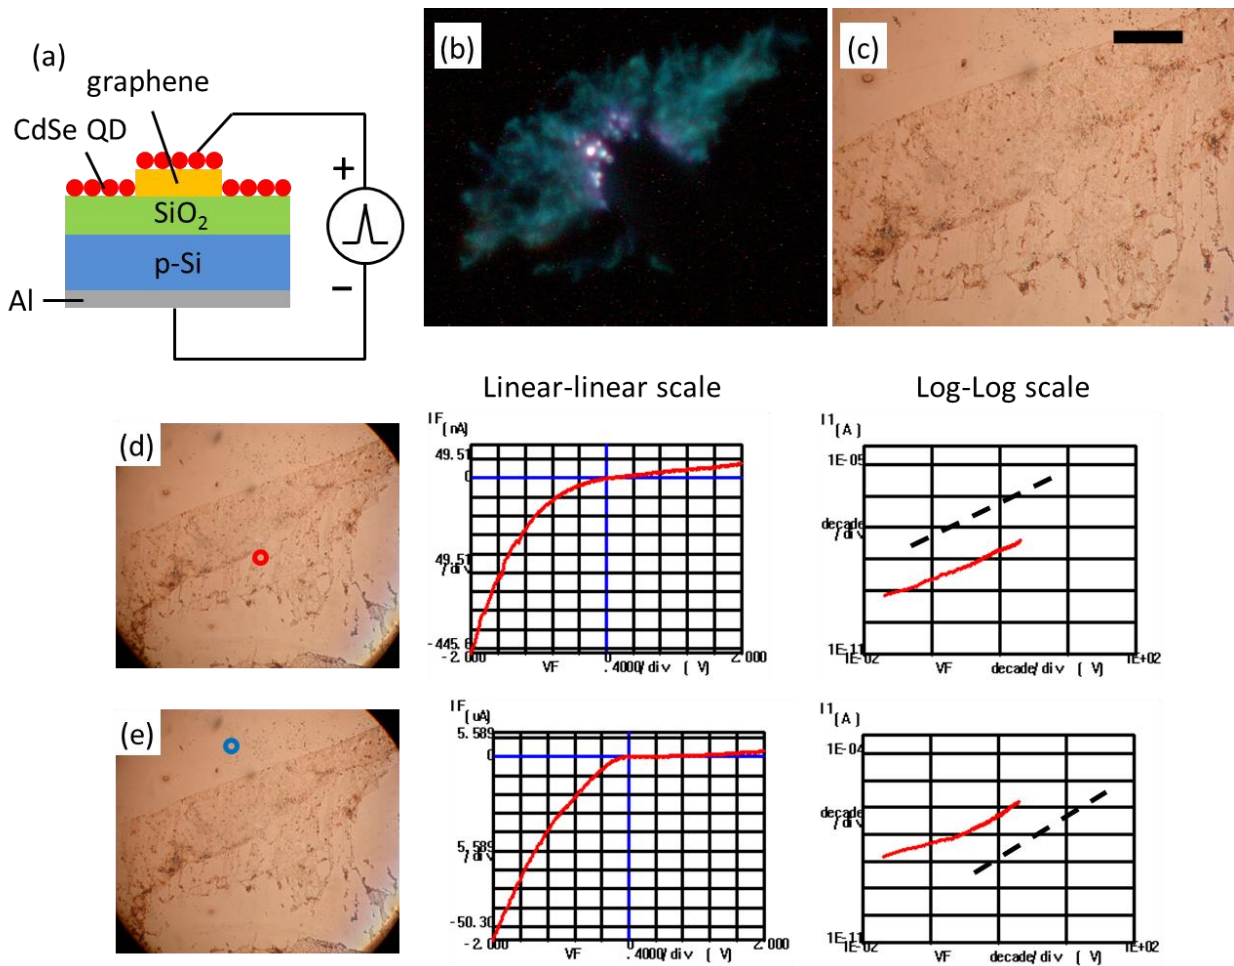 (a)
graphene
CdSe QD
SiO2
p-Si
Al
+
−
(b)
(c)
Linear-linear scale
Log-Log scale
(d)
IF
[nA]
49.51
0
49.51
/div
-445.6
-2.000
0
2.000
VF
.4000/div
[ V]
I1
[A]
1E-05
decade
/div
1E-11
1E-02
VF
decade/div
[ V]
1E+02
(e)
IF
[uA]
5.589
0
5.589
/div
-50.30
-2.000
0
2.000
VF
.4000/div
[ V]
I1
[A]
1E-04
decade
/div
1E-11
1E-02
VF
decade/div
[ V]
1E+02